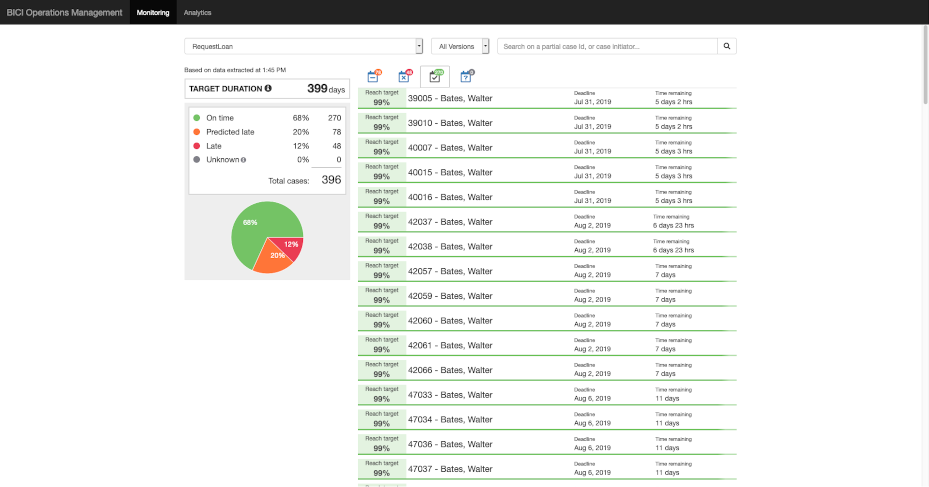 BICI Operations Management Monitoring Analytics
RequestLoan All Versions Search on a partial case id, or case initiator...
Based on data extracted at 1:45 PM
TARGET DURATION 399 days
On time 68% 270
Predicted late 20% 78
Late 12% 48
Unknown 0% 0
Total cases: 396
68%
12%
20%
Reach target 99% 39005 - Bates, Walter Deadline Jul 31, 2019 Time remaining 5 days 2 hrs
Reach target 99% 39010 - Bates, Walter Deadline Jul 31, 2019 Time remaining 5 days 2 hrs
Reach target 99% 40007 - Bates, Walter Deadline Jul 31, 2019 Time remaining 5 days 3 hrs
Reach target 99% 40015 - Bates, Walter Deadline Jul 31, 2019 Time remaining 5 days 3 hrs
Reach target 99% 40016 - Bates, Walter Deadline Jul 31, 2019 Time remaining 5 days 3 hrs
Reach target 99% 42037 - Bates, Walter Deadline Aug 2, 2019 Time remaining 6 days 23 hrs
Reach target 99% 42038 - Bates, Walter Deadline Aug 2, 2019 Time remaining 6 days 23 hrs
Reach target 99% 42057 - Bates, Walter Deadline Aug 2, 2019 Time remaining 7 days
Reach target 99% 42059 - Bates, Walter Deadline Aug 2, 2019 Time remaining 7 days
Reach target 99% 42060 - Bates, Walter Deadline Aug 2, 2019 Time remaining 7 days
Reach target 99% 42061 - Bates, Walter Deadline Aug 2, 2019 Time remaining 7 days
Reach target 99% 42066 - Bates, Walter Deadline Aug 2, 2019 Time remaining 7 days
Reach target 99% 47033 - Bates, Walter Deadline Aug 6, 2019 Time remaining 11 days
Reach target 99% 47034 - Bates, Walter Deadline Aug 6, 2019 Time remaining 11 days
Reach target 99% 47036 - Bates, Walter Deadline Aug 6, 2019 Time remaining 11 days
Reach target 99% 47037 - Bates, Walter Deadline Aug 6, 2019 Time remaining 11 days